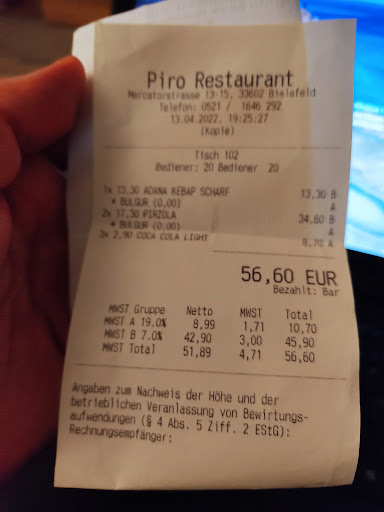 Piro Restaurant
Mercatorstrasse 13-15, 33602 Bielefeld
Telefon: 0521 / 1646 292
13.04.2022, 19:25:27
(Kopie)
Tisch 102
Bediener: 20 Bediener 20
1x 13,30 ADANA KEBAP SCHARF 13,30 B
* BULGUR (0,00) A
2x 17,30 PIRZOLA 34,60 B
* BULGUR (0,00) A
3x 2,90 COCA COLA LIGHT 8,70 A
56,60 EUR
Bezahlt: Bar
MWST Gruppe Netto MWST Total
MWST A 19.0% 8,99 1,71 10,70
MWST B 7.0% 42,90 3,00 45,90
MWST Total 51,89 4,71 56,60
Angaben zum Nachweis der Höhe und der
betrieblichen Veranlassung von Bewirtungs-
aufwendungen (§ 4 Abs. 5 Ziff. 2 EStG):
Rechnungsempfänger: